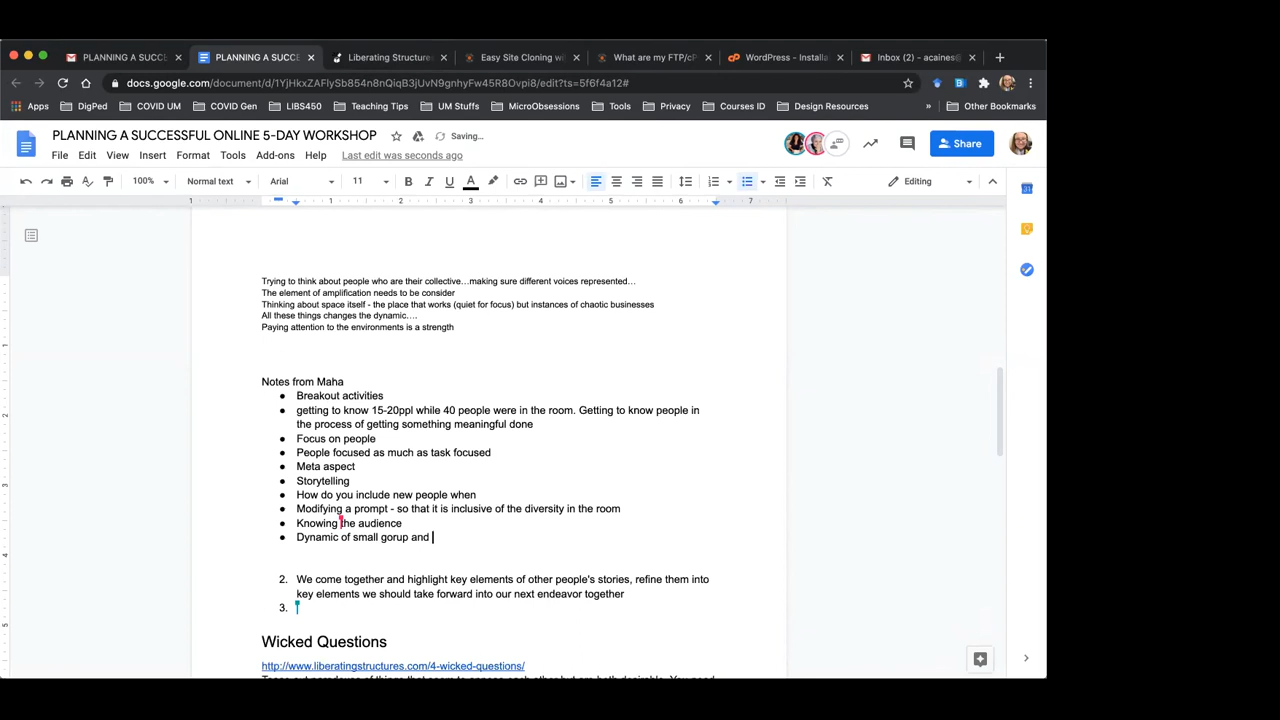 PLANNING A SUCCE
PLANNING A SUCCE
Liberating Structures
Easy Site Cloning wit
What are my FTP/cP
WordPress - Installa
Inbox (2) - acaines@
docs.google.com/document/d/1YjHkxZAFlySb854n8nQiqB3jUvN9gnhyFw45R8Ovpi8/edit?ts=5f6f4a12#
Apps
DigPed
COVID UM
COVID Gen
LIBS450
Teaching Tips
UM Stuffs
MicroObsessions
Tools
Privacy
Courses ID
Design Resources
»
Other Bookmarks
PLANNING A SUCCESSFUL ONLINE 5-DAY WORKSHOP
Saving...
File Edit View Insert Format Tools Add-ons Help Last edit was seconds ago
Share
100% Normal text Arial 11 B I U A Editing
1 1 2 3 4 5 6 7
Trying to think about people who are their collective…making sure different voices represented…
The element of amplification needs to be consider
Thinking about space itself - the place that works (quiet for focus) but instances of chaotic businesses
All these things changes the dynamic….
Paying attention to the environments is a strength
Notes from Maha
● Breakout activities
● getting to know 15-20ppl while 40 people were in the room. Getting to know people in
the process of getting something meaningful done
● Focus on people
● People focused as much as task focused
● Meta aspect
● Storytelling
● How do you include new people when
● Modifying a prompt - so that it is inclusive of the diversity in the room
● Knowing the audience
● Dynamic of small gorup and
2. We come together and highlight key elements of other people's stories, refine them into
key elements we should take forward into our next endeavor together
3.
Wicked Questions
http://www.liberatingstructures.com/4-wicked-questions/